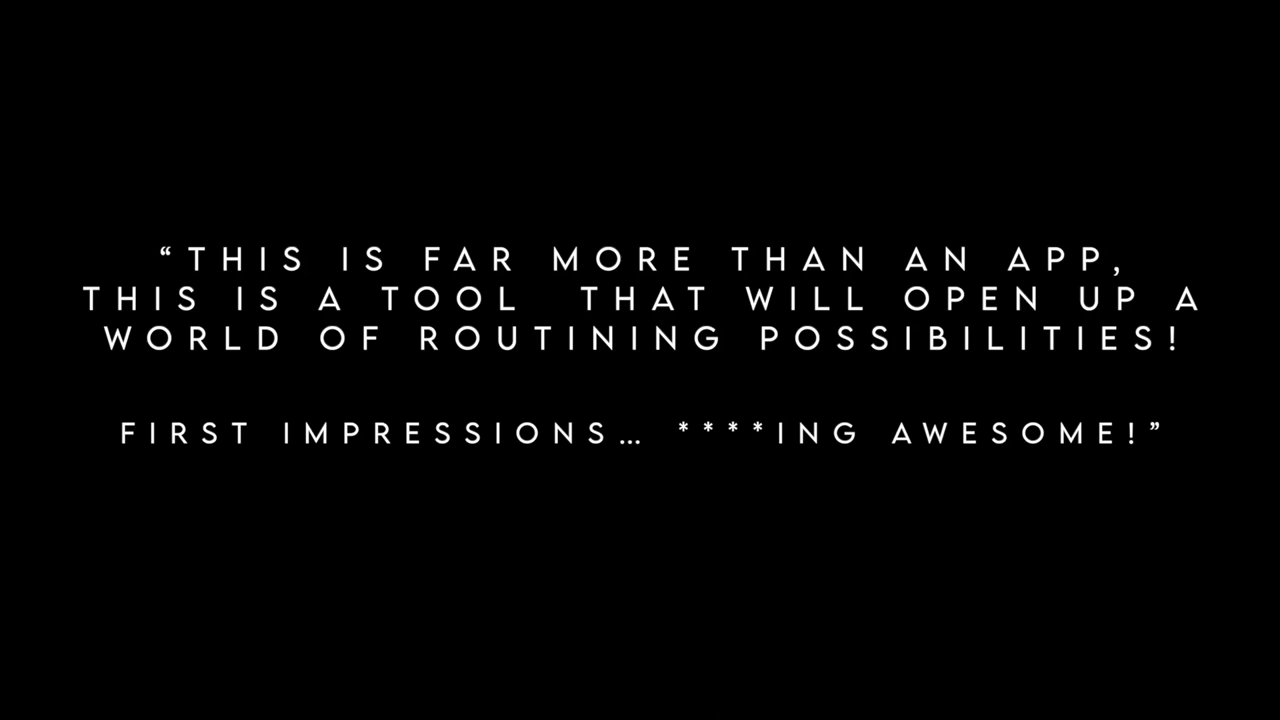 “THIS IS FAR MORE THAN AN APP,
THIS IS A TOOL THAT WILL OPEN UP A
WORLD OF ROUTINING POSSIBILITIES!
FIRST IMPRESSIONS… ****ING AWESOME!”